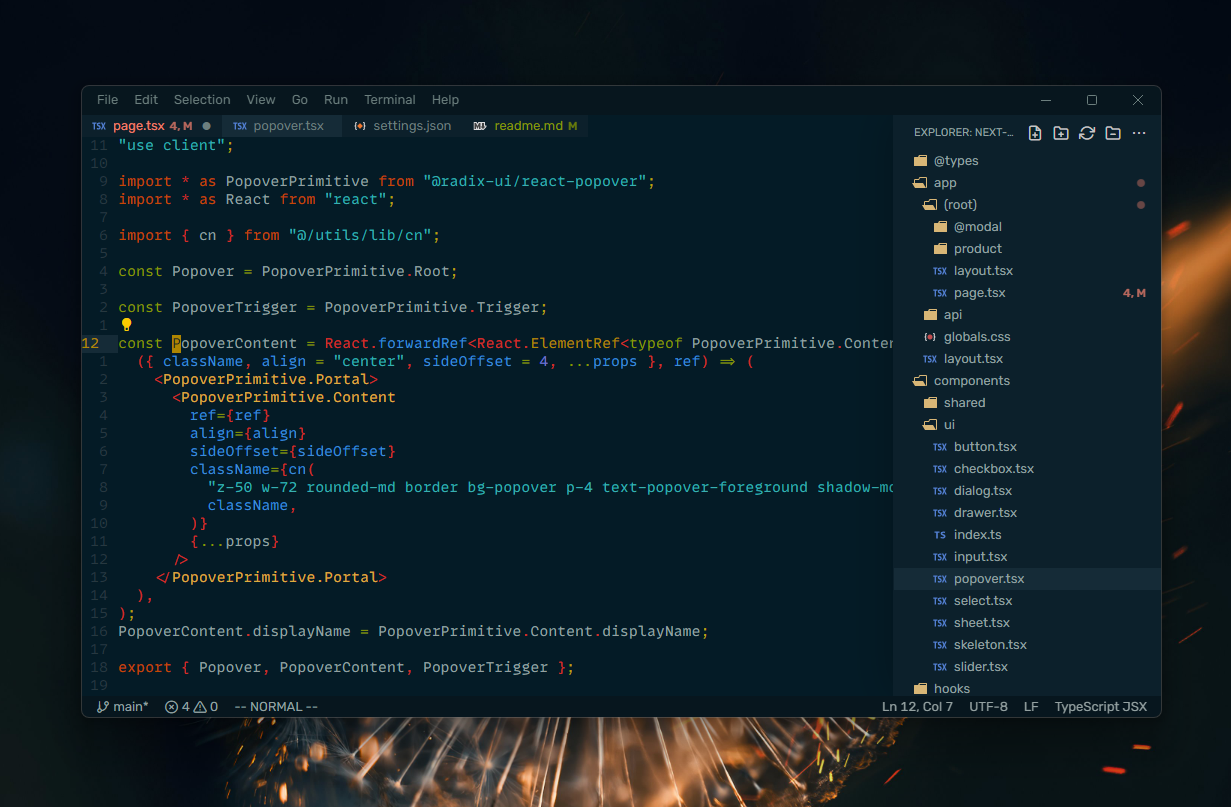 File Edit Selection View Go Run Terminal Help
TSX page.tsx 4, M TSX popover.tsx settings.json readme.md M
11 "use client";
10
9 import * as PopoverPrimitive from "@radix-ui/react-popover";
8 import * as React from "react";
7
6 import { cn } from "@/utils/lib/cn";
5
4 const Popover = PopoverPrimitive.Root;
3
2 const PopoverTrigger = PopoverPrimitive.Trigger;
1
12 const PopoverContent = React.forwardRef<React.ElementRef<typeof PopoverPrimitive.Conter
1 ({ className, align = "center", sideOffset = 4, ...props }, ref) => (
2 <PopoverPrimitive.Portal>
3 <PopoverPrimitive.Content
4 ref={ref}
5 align={align}
6 sideOffset={sideOffset}
7 className={cn(
8 "z-50 w-72 rounded-md border bg-popover p-4 text-popover-foreground shadow-md
9 className,
10 )}
11 {...props}
12 />
13 </PopoverPrimitive.Portal>
14 ),
15 );
16 PopoverContent.displayName = PopoverPrimitive.Content.displayName;
17
18 export { Popover, PopoverContent, PopoverTrigger };
19
EXPLORER: NEXT-...
@types
app
(root)
@modal
product
TSX layout.tsx
TSX page.tsx 4, M
api
globals.css
TSX layout.tsx
components
shared
ui
TSX button.tsx
TSX checkbox.tsx
TSX dialog.tsx
TSX drawer.tsx
TS index.ts
TSX input.tsx
TSX popover.tsx
TSX select.tsx
TSX sheet.tsx
TSX skeleton.tsx
TSX slider.tsx
hooks
main* 4 0 -- NORMAL -- Ln 12, Col 7 UTF-8 LF TypeScript JSX